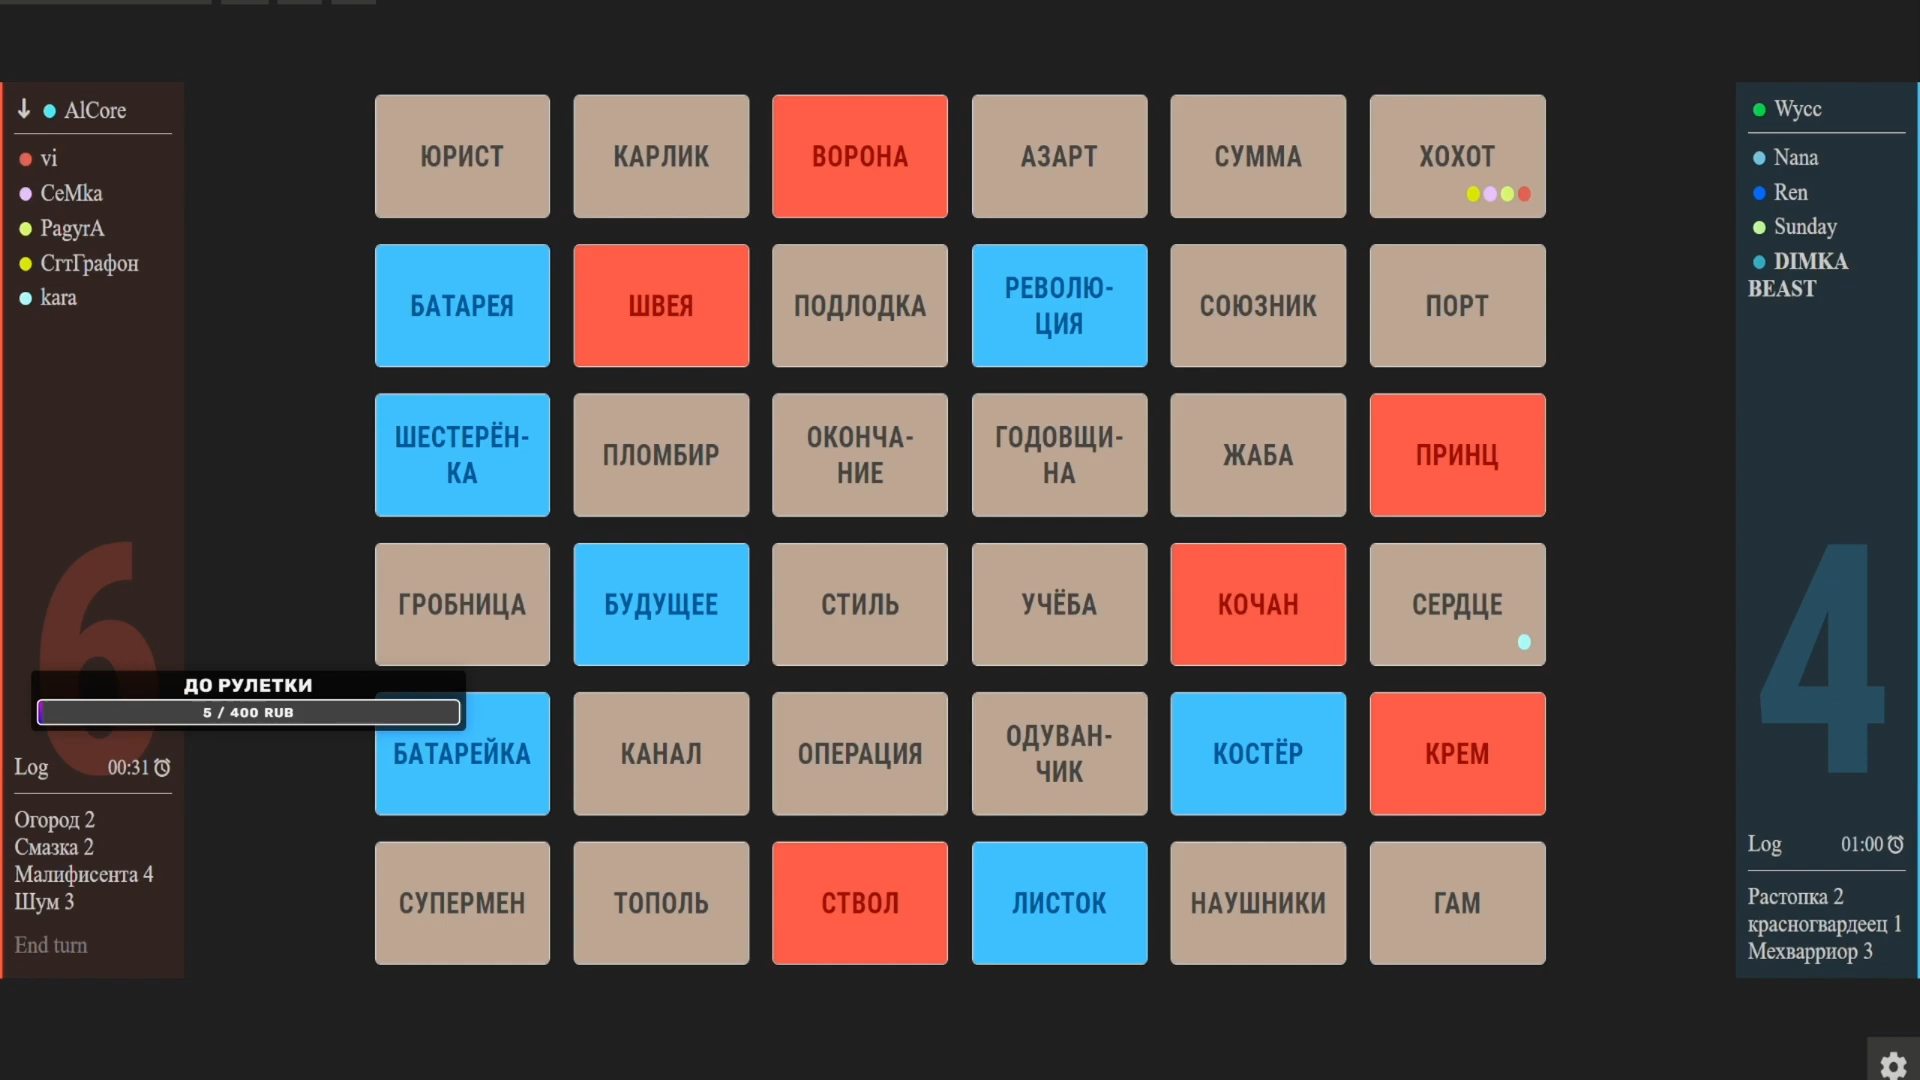 AlCore
vi
CeMka
PagyrA
СгтГрафон
kara
6
ДО РУЛЕТКИ
5 / 400 RUB
Log 00:31
Огород 2
Смазка 2
Малифисента 4
Шум 3
End turn
ЮРИСТ КАРЛИК ВОРОНА АЗАРТ СУММА ХОХОТ
БАТАРЕЯ ШВЕЯ ПОДЛОДКА РЕВОЛЮ-
ЦИЯ СОЮЗНИК ПОРТ
ШЕСТЕРЁН-
КА ПЛОМБИР ОКОНЧА-
НИЕ ГОДОВЩИ-
НА ЖАБА ПРИНЦ
ГРОБНИЦА БУДУЩЕЕ СТИЛЬ УЧЁБА КОЧАН СЕРДЦЕ
БАТАРЕЙКА КАНАЛ ОПЕРАЦИЯ ОДУВАН-
ЧИК КОСТЁР КРЕМ
СУПЕРМЕН ТОПОЛЬ СТВОЛ ЛИСТОК НАУШНИКИ ГАМ
Wycc
Nana
Ren
Sunday
DIMKA
BEAST
4
Log 01:00
Растопка 2
красногвардеец 1
Мехварриор 3